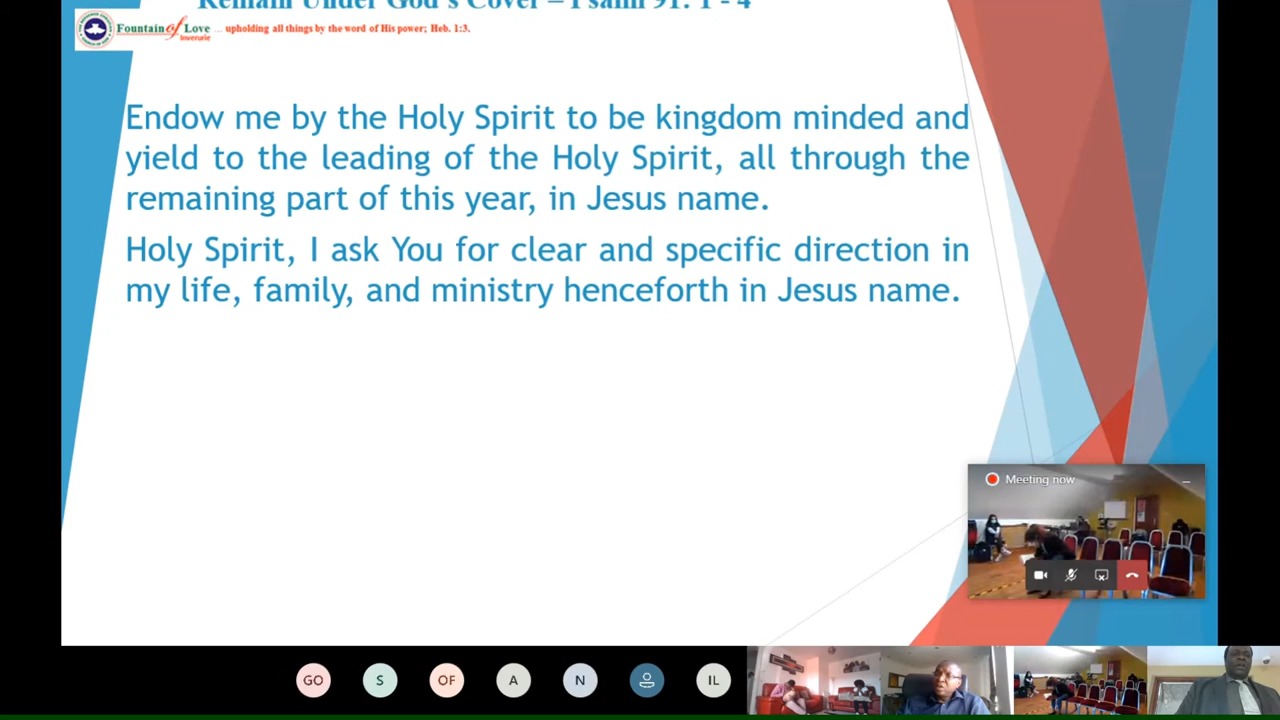 Remain Under God's Cover – Psalm 91: 1 - 4
Fountain of Love
Inverurie
... upholding all things by the word of His power; Heb. 1:3.
Endow me by the Holy Spirit to be kingdom minded and
yield to the leading of the Holy Spirit, all through the
remaining part of this year, in Jesus name.
Holy Spirit, I ask You for clear and specific direction in
my life, family, and ministry henceforth in Jesus name.
Meeting now
GO
S
OF
A
N
IL